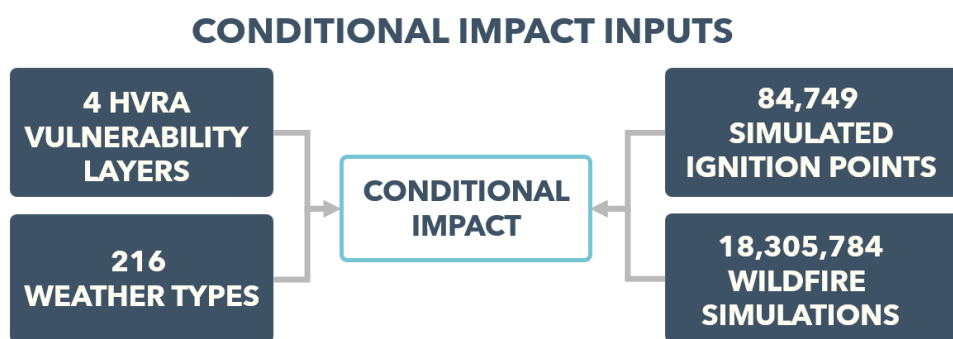 CONDITIONAL IMPACT INPUTS
4 HVRA
VULNERABILITY
LAYERS
216
WEATHER TYPES
CONDITIONAL
IMPACT
84,749
SIMULATED
IGNITION POINTS
18,305,784
WILDFIRE
SIMULATIONS